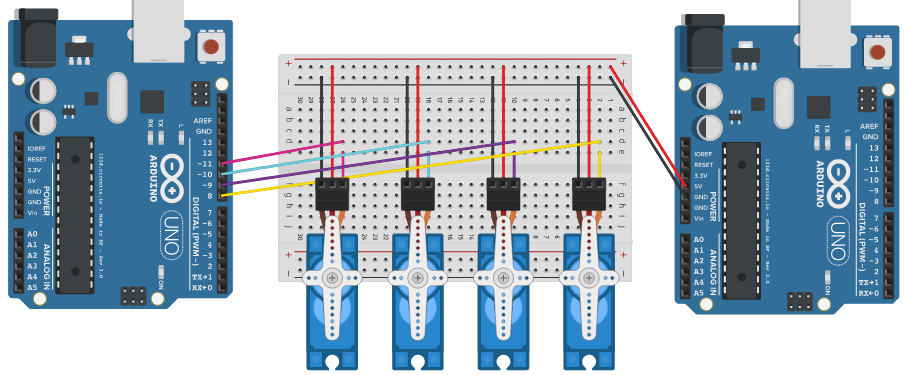 AREF
GND
13
12
~11
~10
~9
8
7
~6
~5
4
~3
2
TX→1
RX←0
IOREF
RESET
3.3V
5V
GND
GND
Vin
A0
A1
A2
A3
A4
A5
POWER
ANALOG IN
DIGITAL (PWM~)
RX
TX
L
ARDUINO
UNO
ON
+
−
a
b
c
d
e
f
g
h
i
j
+
−
AREF
GND
13
12
~11
~10
~9
8
7
~6
~5
4
~3
2
TX→1
RX←0
IOREF
RESET
3.3V
5V
GND
GND
Vin
A0
A1
A2
A3
A4
A5
POWER
ANALOG IN
DIGITAL (PWM~)
RX
TX
L
ARDUINO
UNO
ON